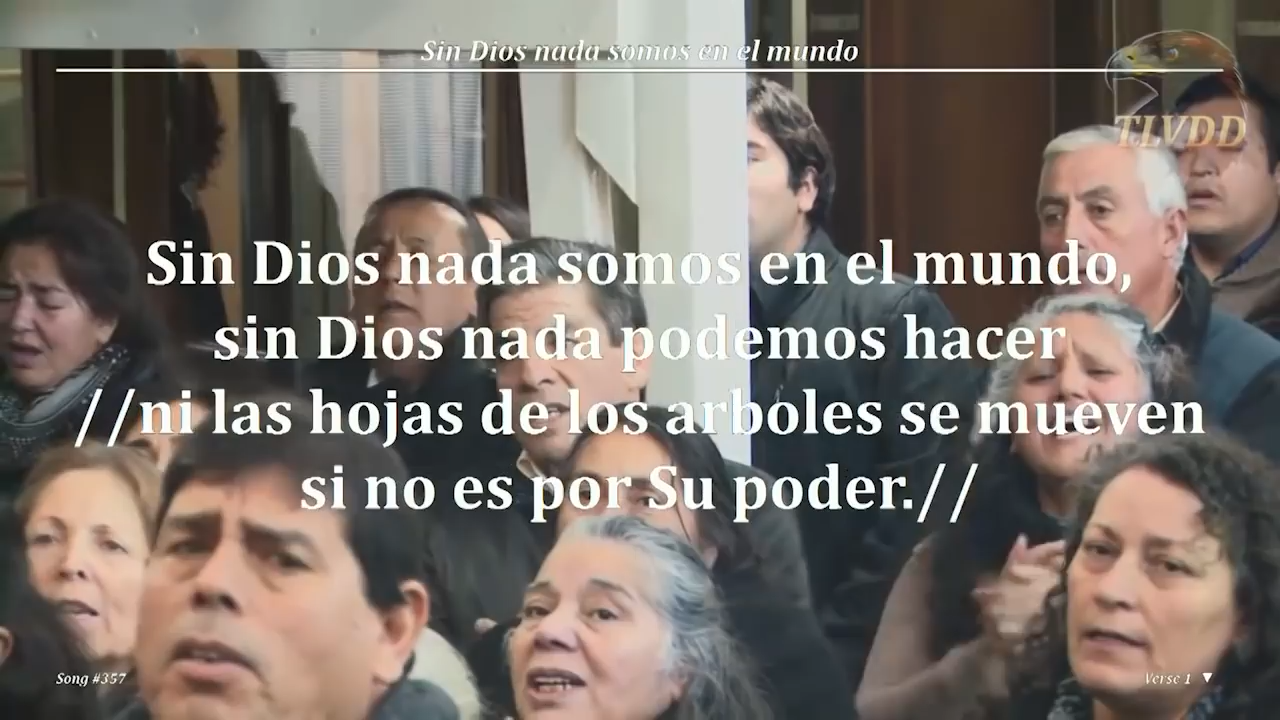 Sin Dios nada somos en el mundo
TLVDD
Sin Dios nada somos en el mundo,
sin Dios nada podemos hacer
//ni las hojas de los arboles se mueven
si no es por Su poder.//
Song #357
Verse 1 ▼